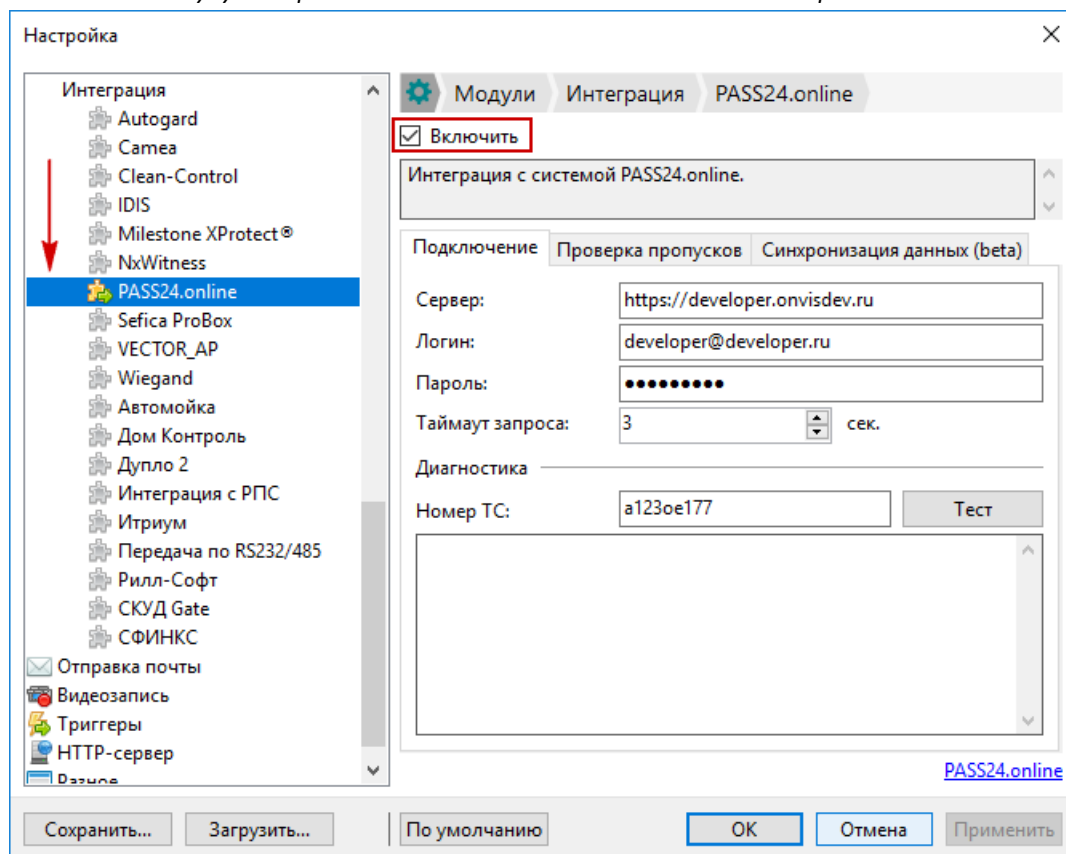 Настройка
Интеграция
Autogard
Camea
Clean-Control
IDIS
Milestone XProtect®
NxWitness
PASS24.online
Sefica ProBox
VECTOR_AP
Wiegand
Автомойка
Дом Контроль
Дупло 2
Интеграция с РПС
Итриум
Передача по RS232/485
Рилл-Софт
СКУД Gate
СФИНКС
Отправка почты
Видеозапись
Триггеры
HTTP-сервер
Разное
Модули Интеграция PASS24.online
Включить
Интеграция с системой PASS24.online.
Подключение Проверка пропусков Синхронизация данных (beta)
Сервер: https://developer.onvisdev.ru
Логин: developer@developer.ru
Пароль: •••••••••
Таймаут запроса: 3 сек.
Диагностика
Номер ТС: а123ое177 Тест
PASS24.online
Сохранить... Загрузить... По умолчанию OK Отмена Применить